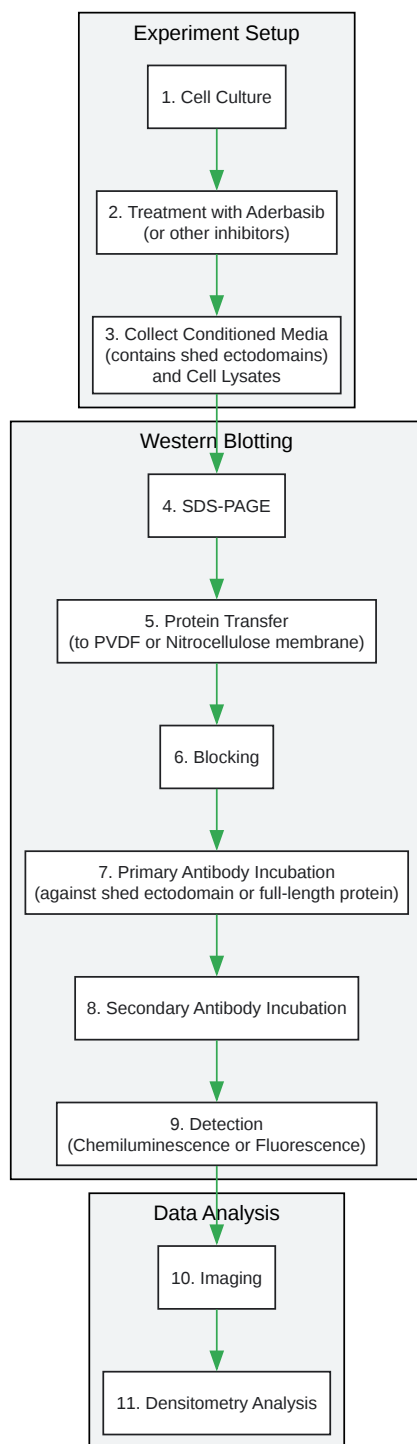 Experiment Setup
1. Cell Culture
2. Treatment with Aderbasib
(or other inhibitors)
3. Collect Conditioned Media
(contains shed ectodomains)
and Cell Lysates
Western Blotting
4. SDS-PAGE
5. Protein Transfer
(to PVDF or Nitrocellulose membrane)
6. Blocking
7. Primary Antibody Incubation
(against shed ectodomain or full-length protein)
8. Secondary Antibody Incubation
9. Detection
(Chemiluminescence or Fluorescence)
Data Analysis
10. Imaging
11. Densitometry Analysis